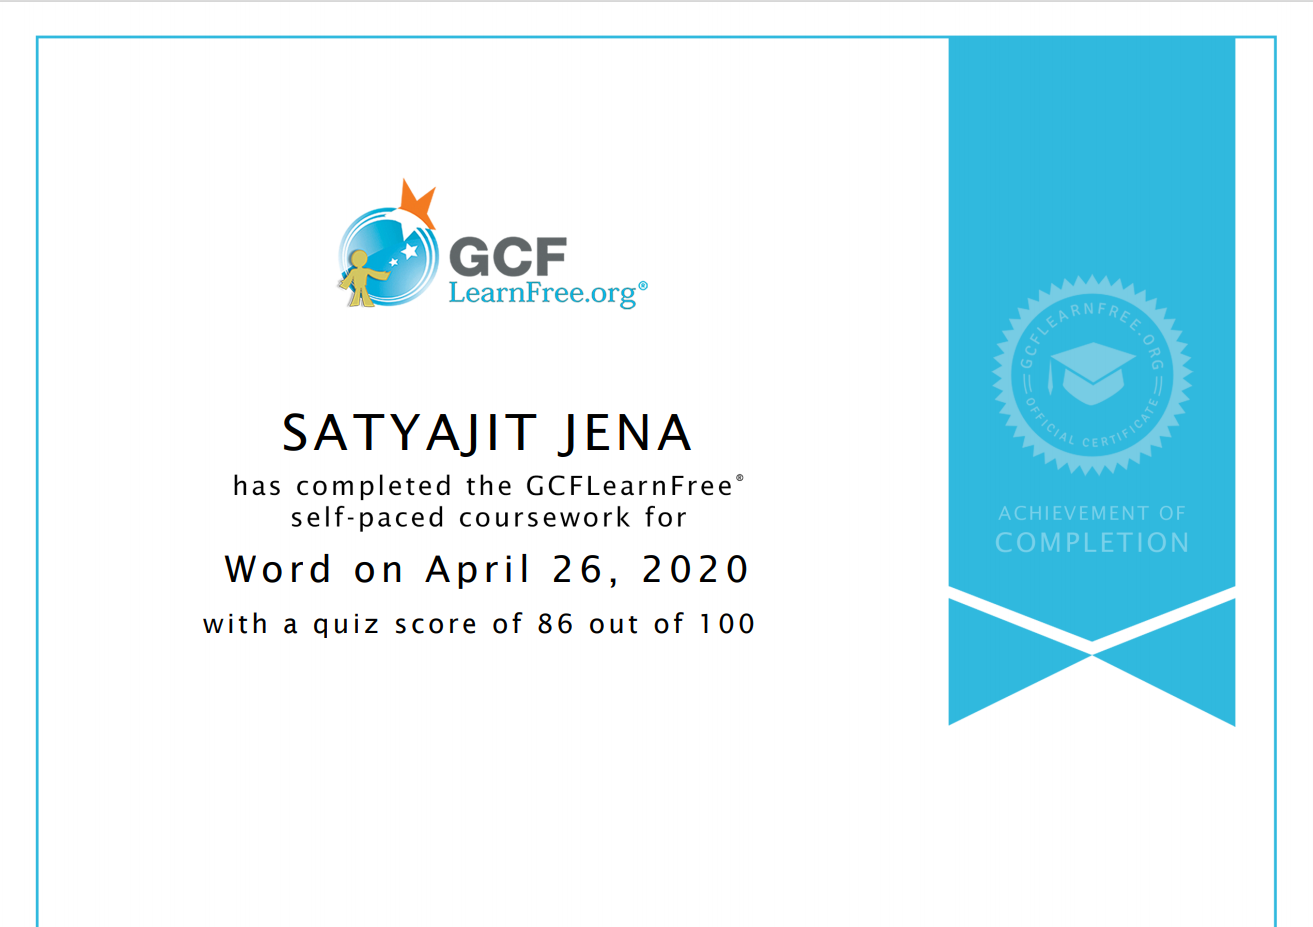 GCF
LearnFree.org®
SATYAJIT JENA
has completed the GCFLearnFree®
self-paced coursework for
Word on April 26, 2020
with a quiz score of 86 out of 100
GCFLEARNFREE.ORG
OFFICIAL CERTIFICATE
ACHIEVEMENT OF
COMPLETION